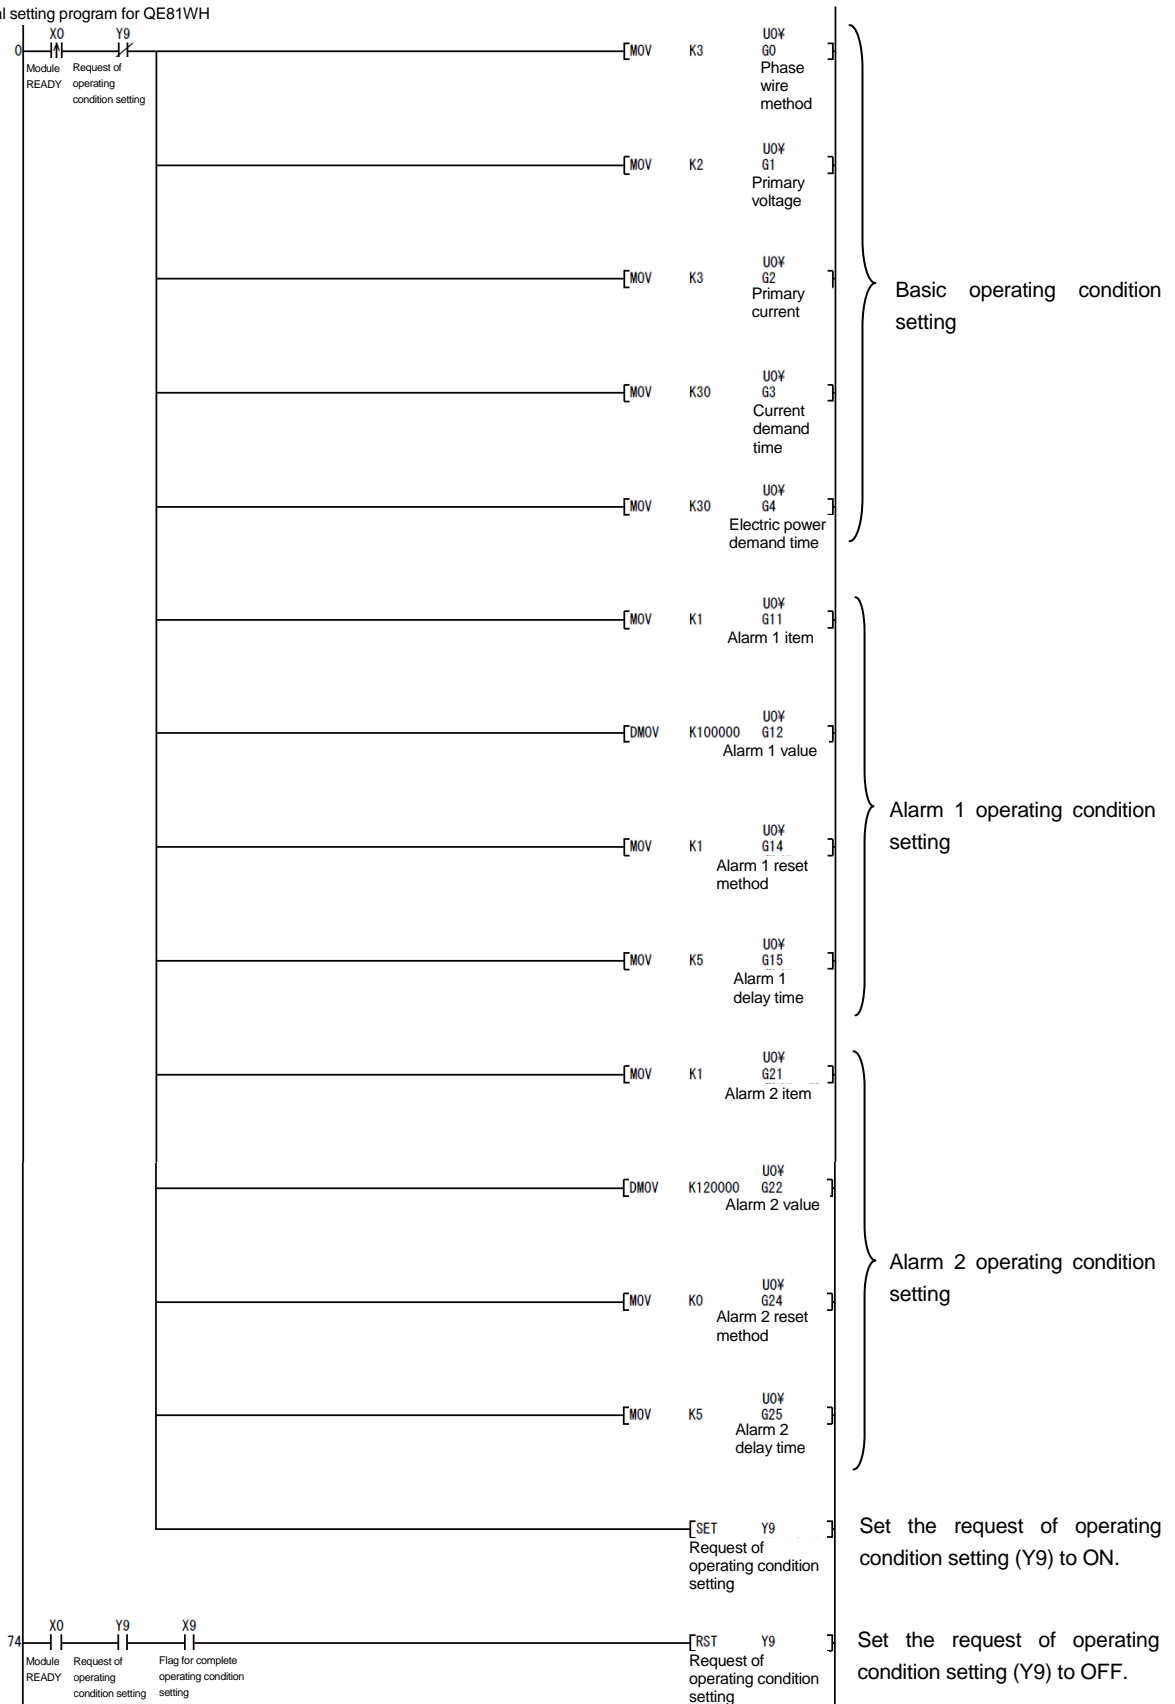 al setting program for QE81WH
X0 Y9 U0¥
0 [MOV K3 G0 ]
Module READY
Request of operating condition setting
Phase
wire
method
U0¥
[MOV K2 G1 ]
Primary
voltage
U0¥
[MOV K3 G2 ]
Primary
current
Basic operating condition
setting
U0¥
[MOV K30 G3 ]
Current
demand
time
U0¥
[MOV K30 G4 ]
Electric power
demand time
U0¥
[MOV K1 G11 ]
Alarm 1 item
U0¥
[DMOV K100000 G12 ]
Alarm 1 value
Alarm 1 operating condition
setting
U0¥
[MOV K1 G14 ]
Alarm 1 reset
method
U0¥
[MOV K5 G15 ]
Alarm 1
delay time
U0¥
[MOV K1 G21 ]
Alarm 2 item
U0¥
[DMOV K120000 G22 ]
Alarm 2 value
Alarm 2 operating condition
setting
U0¥
[MOV K0 G24 ]
Alarm 2 reset
method
U0¥
[MOV K5 G25 ]
Alarm 2
delay time
[SET Y9 ]
Request of
operating condition
setting
Set the request of operating
condition setting (Y9) to ON.
X0 Y9 X9
74 [RST Y9 ]
Module READY
Request of operating condition setting
Flag for complete operating condition setting
Request of
operating condition
setting
Set the request of operating
condition setting (Y9) to OFF.